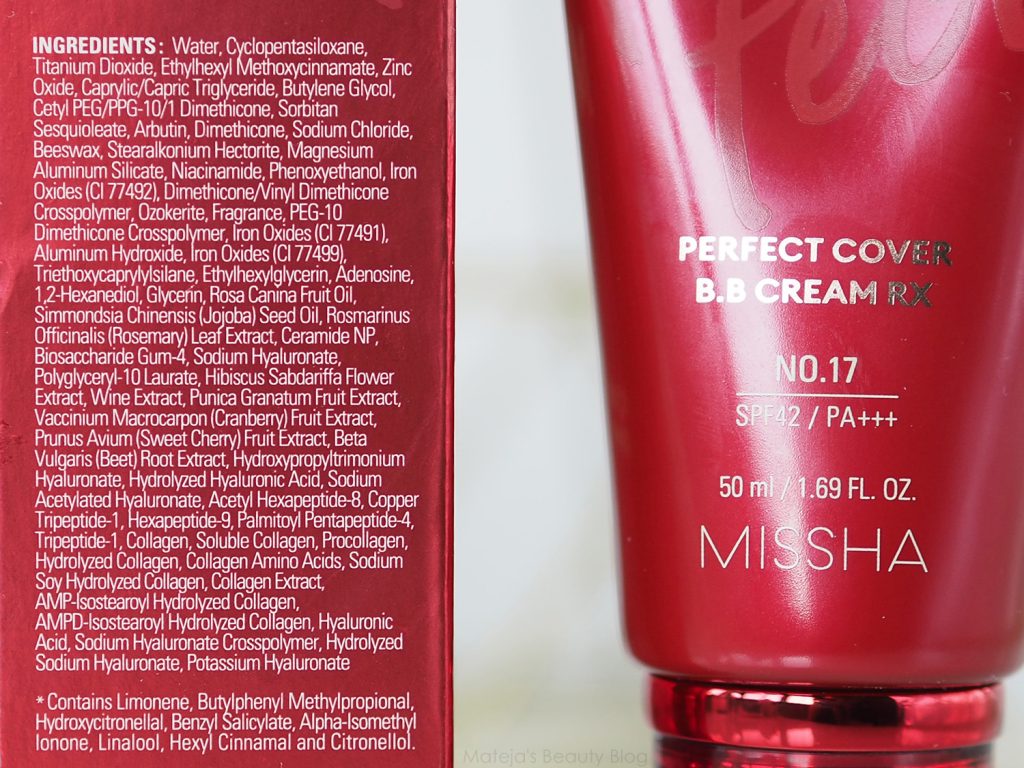 INGREDIENTS: Water, Cyclopentasiloxane,
Titanium Dioxide, Ethylhexyl Methoxycinnamate, Zinc
Oxide, Caprylic/Capric Triglyceride, Butylene Glycol,
Cetyl PEG/PPG-10/1 Dimethicone, Sorbitan
Sesquioleate, Arbutin, Dimethicone, Sodium Chloride,
Beeswax, Stearalkonium Hectorite, Magnesium
Aluminum Silicate, Niacinamide, Phenoxyethanol, Iron
Oxides (CI 77492), Dimethicone/Vinyl Dimethicone
Crosspolymer, Ozokerite, Fragrance, PEG-10
Dimethicone Crosspolymer, Iron Oxides (CI 77491),
Aluminum Hydroxide, Iron Oxides (CI 77499),
Triethoxycaprylylsilane, Ethylhexylglycerin, Adenosine,
1,2-Hexanediol, Glycerin, Rosa Canina Fruit Oil,
Simmondsia Chinensis (Jojoba) Seed Oil, Rosmarinus
Officinalis (Rosemary) Leaf Extract, Ceramide NP,
Biosaccharide Gum-4, Sodium Hyaluronate,
Polyglyceryl-10 Laurate, Hibiscus Sabdariffa Flower
Extract, Wine Extract, Punica Granatum Fruit Extract,
Vaccinium Macrocarpon (Cranberry) Fruit Extract,
Prunus Avium (Sweet Cherry) Fruit Extract, Beta
Vulgaris (Beet) Root Extract, Hydroxypropyltrimonium
Hyaluronate, Hydrolyzed Hyaluronic Acid, Sodium
Acetylated Hyaluronate, Acetyl Hexapeptide-8, Copper
Tripeptide-1, Hexapeptide-9, Palmitoyl Pentapeptide-4,
Tripeptide-1, Collagen, Soluble Collagen, Procollagen,
Hydrolyzed Collagen, Collagen Amino Acids, Sodium
Soy Hydrolyzed Collagen, Collagen Extract,
AMP-Isostearoyl Hydrolyzed Collagen,
AMPD-Isostearoyl Hydrolyzed Collagen, Hyaluronic
Acid, Sodium Hyaluronate Crosspolymer, Hydrolyzed
Sodium Hyaluronate, Potassium Hyaluronate
* Contains Limonene, Butylphenyl Methylpropional,
Hydroxycitronellal, Benzyl Salicylate, Alpha-Isomethyl
Ionone, Linalool, Hexyl Cinnamal and Citronellol.
PERFECT COVER
B.B CREAM RX
NO.17
SPF42 / PA+++
50 ml / 1.69 FL. OZ.
MISSHA
Mateja's Beauty Blog